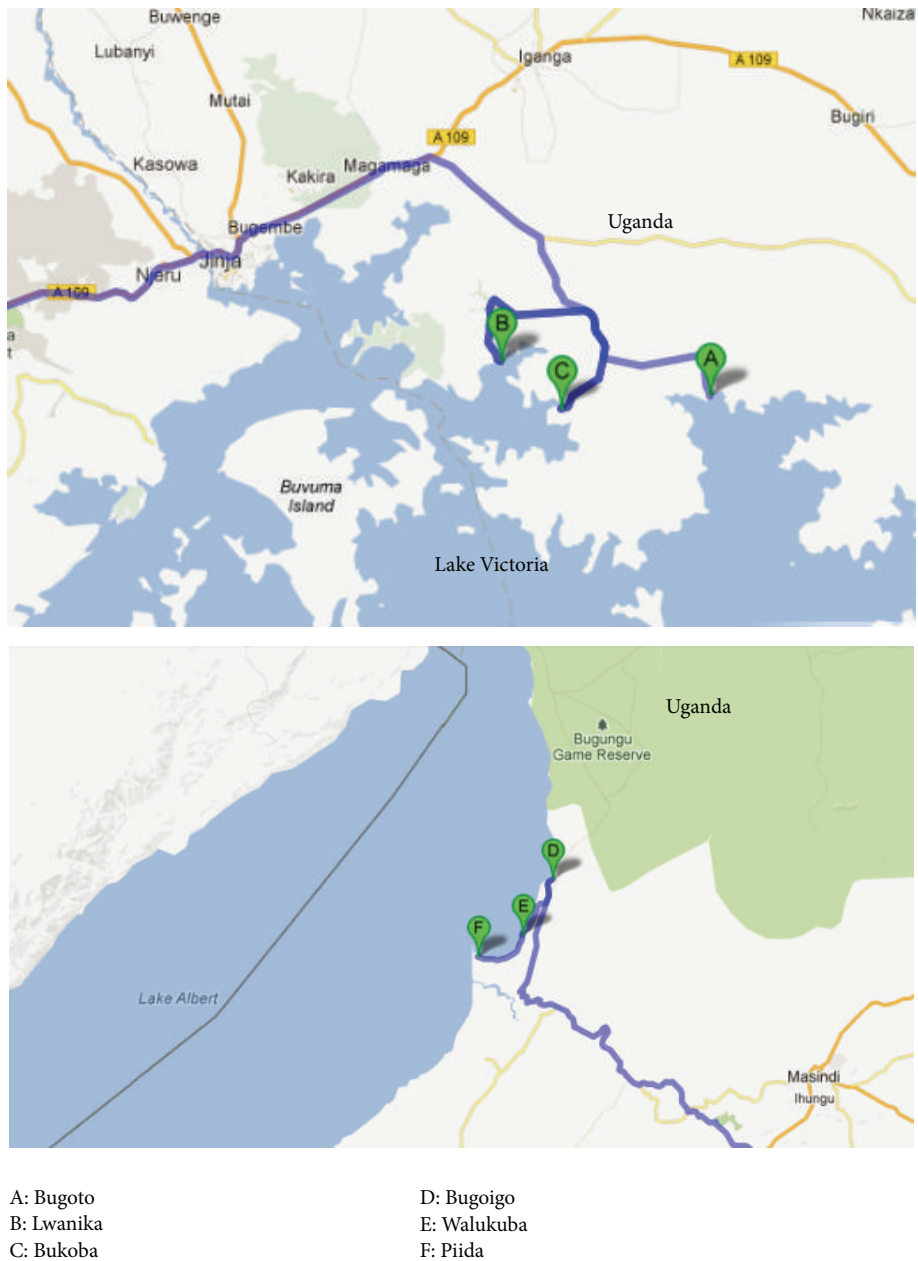 Nkaiza
Buwenge
Lubanyi
Iganga
A 109
Mutai
Bugiri
A 109
Kasowa
Magamaga
Kakira
Uganda
Bugembe
Jinja
Njeru
A 109
B
A
C
a
t
Buvuma
Island
Lake Victoria
Uganda
Bugungu
Game Reserve
D
E
F
Lake Albert
Masindi
Ihungu
A: Bugoto
B: Lwanika
C: Bukoba
D: Bugoigo
E: Walukuba
F: Piida